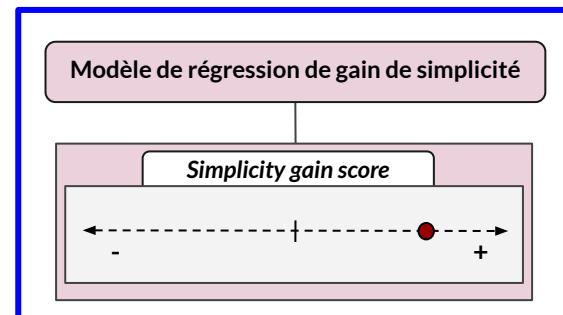 Modèle de régression de gain de simplicité
Simplicity gain score
- +